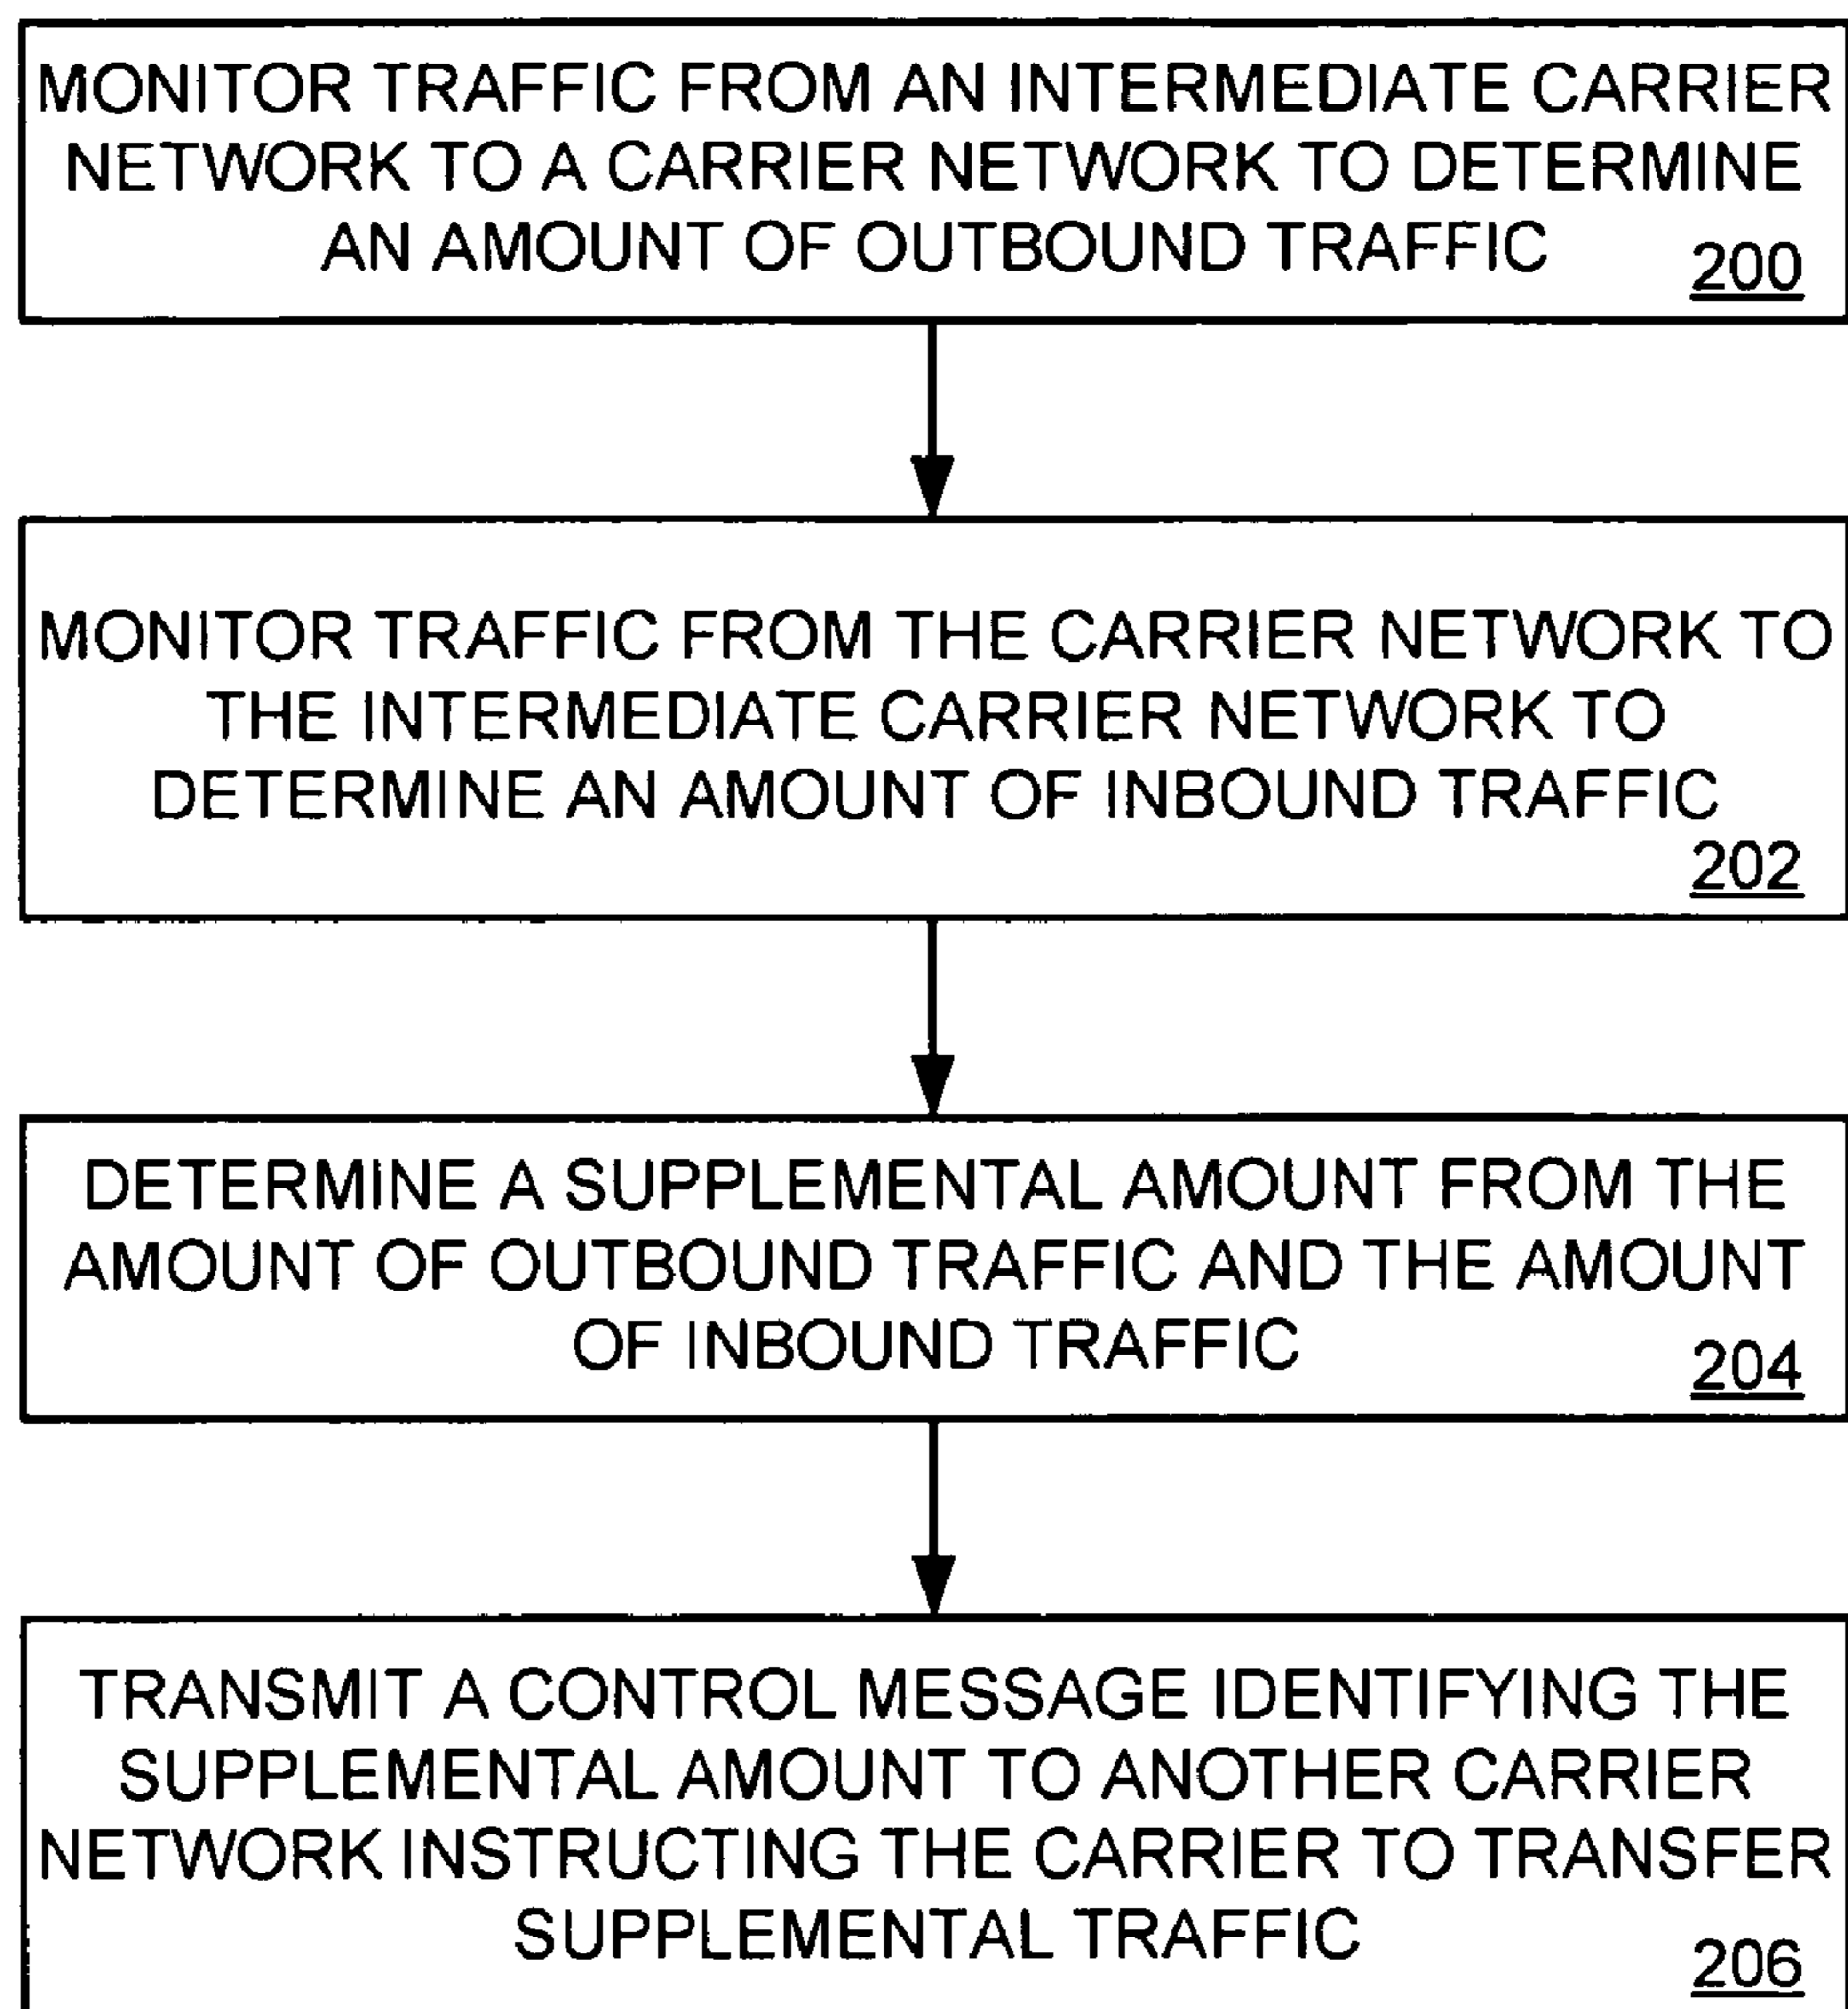 MONITOR TRAFFIC FROM AN INTERMEDIATE CARRIER
NETWORK TO A CARRIER NETWORK TO DETERMINE
AN AMOUNT OF OUTBOUND TRAFFIC
200
MONITOR TRAFFIC FROM THE CARRIER NETWORK TO
THE INTERMEDIATE CARRIER NETWORK TO
DETERMINE AN AMOUNT OF INBOUND TRAFFIC
202
DETERMINE A SUPPLEMENTAL AMOUNT FROM THE
AMOUNT OF OUTBOUND TRAFFIC AND THE AMOUNT
OF INBOUND TRAFFIC
204
TRANSMIT A CONTROL MESSAGE IDENTIFYING THE
SUPPLEMENTAL AMOUNT TO ANOTHER CARRIER
NETWORK INSTRUCTING THE CARRIER TO TRANSFER
SUPPLEMENTAL TRAFFIC
206